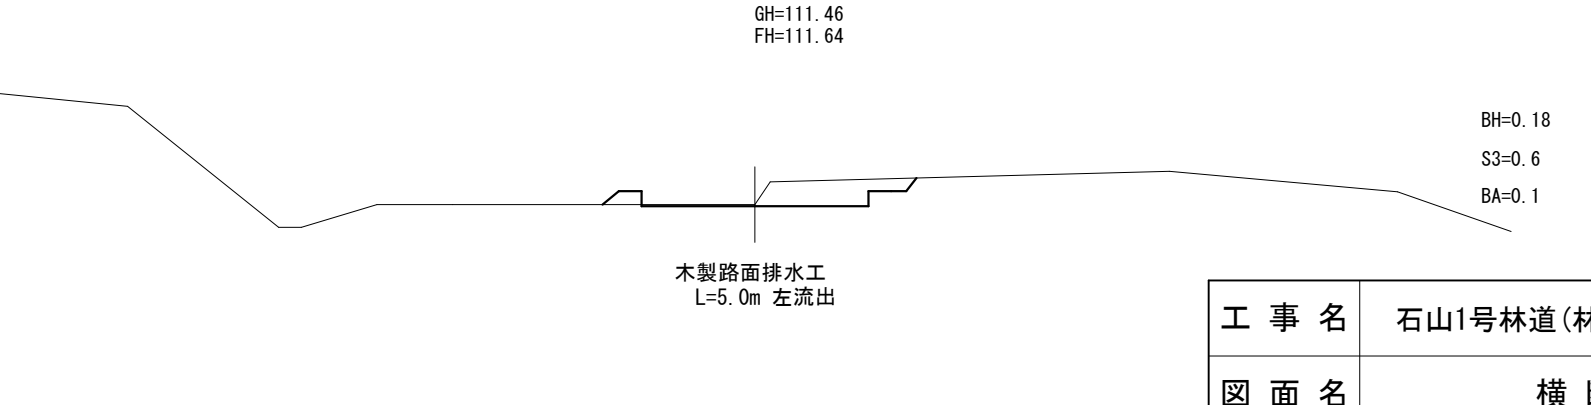 GH=111.46
FH=111.64
BH=0.18
S3=0.6
BA=0.1
木製路面排水工
L=5.0m 左流出
工事名 石山1号林道(林
図面名 横